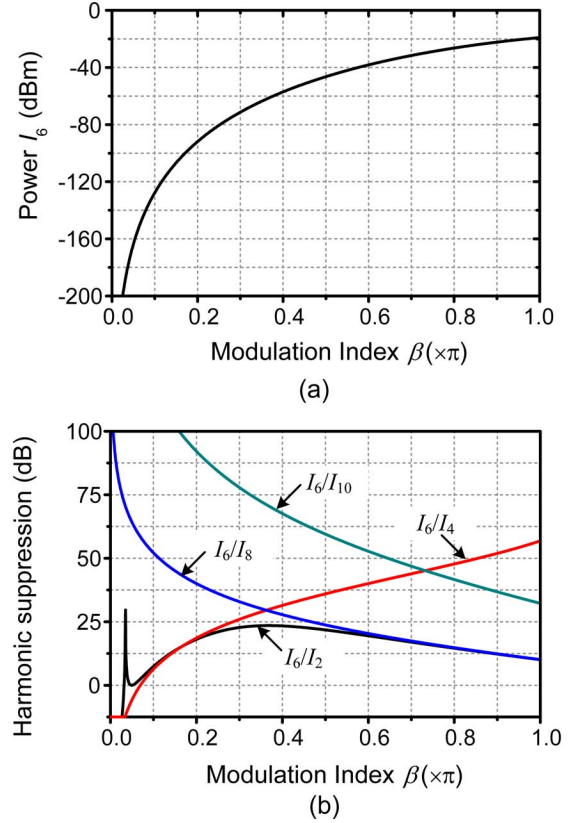 0
-40
-80
-120
-160
-200
Power I₆ (dBm)
0.0 0.2 0.4 0.6 0.8 1.0
Modulation Index β(×π)
(a)
100
75
50
25
0
Harmonic suppression (dB)
I₆/I₁₀
I₆/I₄
I₆/I₈
I₆/I₂
0.0 0.2 0.4 0.6 0.8 1.0
Modulation Index β(×π)
(b)